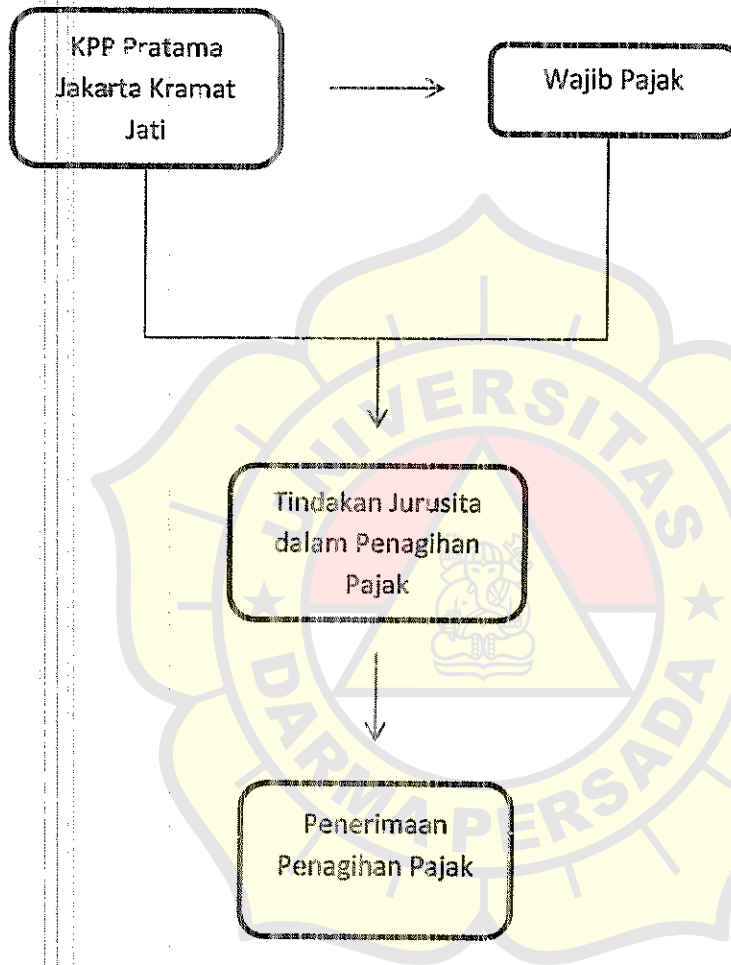 KPP Pratama
Jakarta Kramat
Jati
Wajib Pajak
Tindakan Jurusita
dalam Penagihan
Pajak
Penerimaan
Penagihan Pajak
UNIVERSITAS
DARMA PERSADA